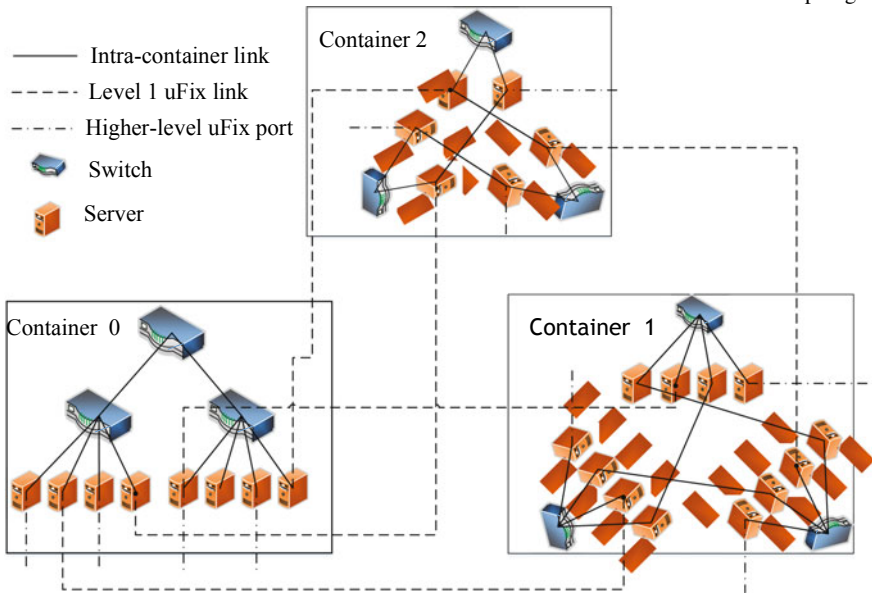 Intra-container link
Level 1 uFix link
Higher-level uFix port
Switch
Server
Container 2
Container 0
Container 1